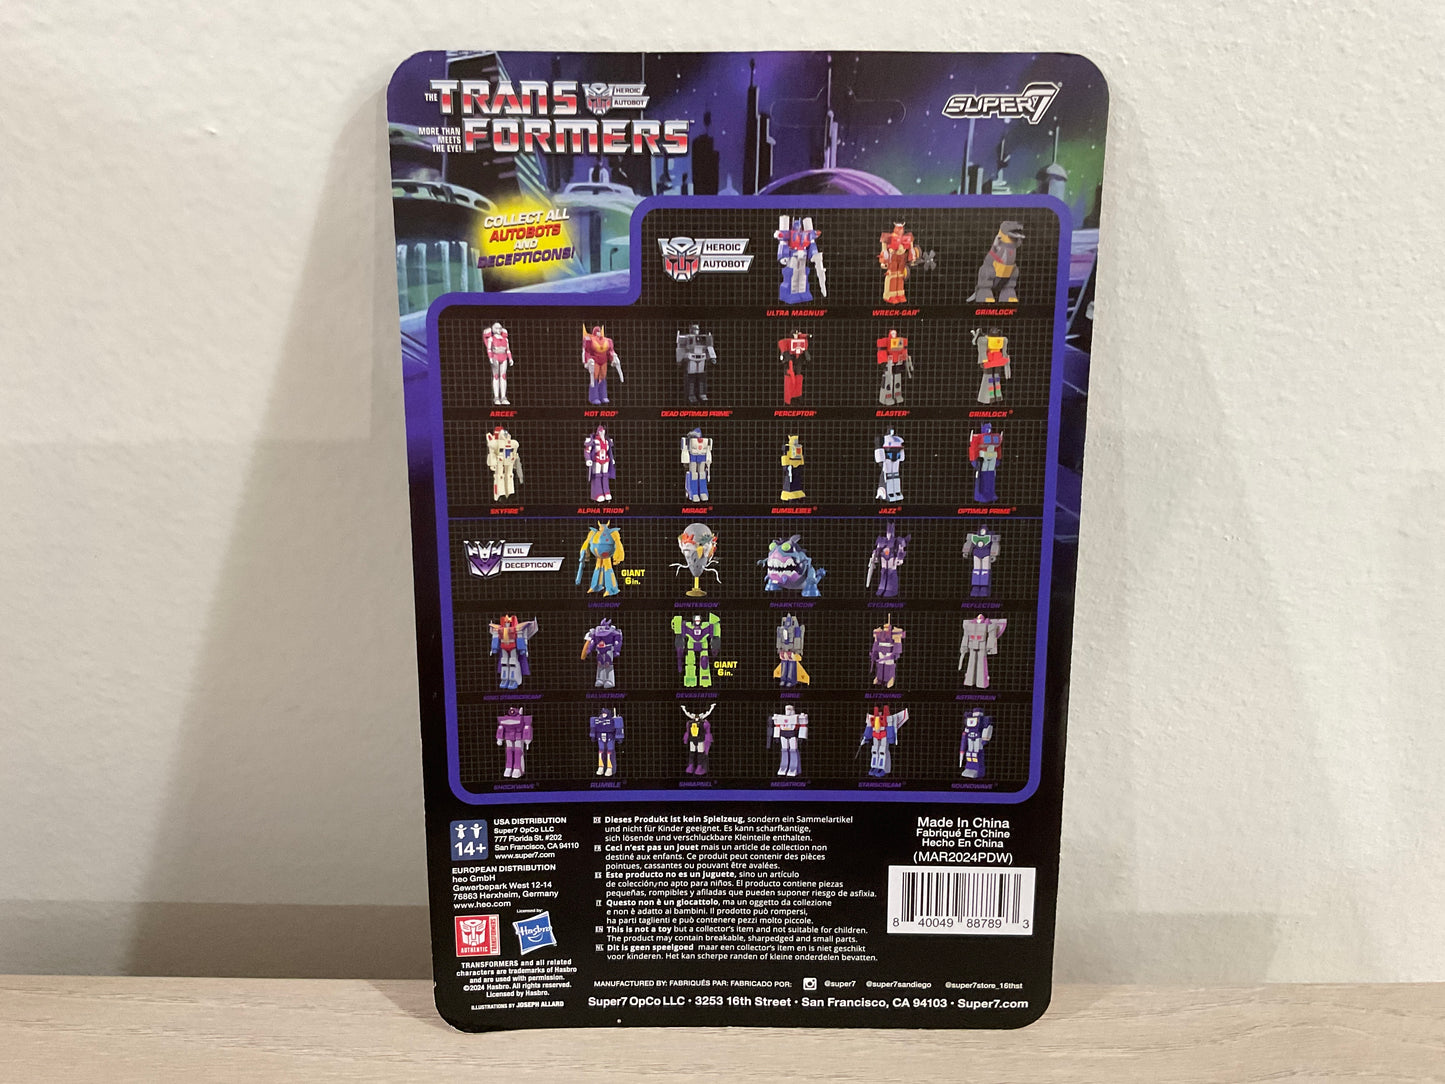 THE TRANS
FORMERS
HEROIC
AUTOBOT
MORE THAN
MEETS
THE EYE!
SUPER7
COLLECT ALL
AUTOBOTS
AND
DECEPTICONS!
HEROIC
AUTOBOT
ULTRA MAGNUS WRECK-GAR GRIMLOCK
ARCEE HOT ROD DEAD OPTIMUS PRIME PERCEPTOR BLASTER GRIMLOCK
SKYFIRE ALPHA TRION MIRAGE BUMBLEBEE JAZZ OPTIMUS PRIME
EVIL
DECEPTICON
GIANT
6 in.
UNICRON QUINTESSON SHARKTICON CYCLONUS REFLECTOR
GIANT
6 in.
KING STARSCREAM GALVATRON DEVASTATOR DIRGE BLITZWING ASTROTRAIN
SHOCKWAVE RUMBLE SHRAPNEL MEGATRON STARSCREAM SOUNDWAVE
14+
USA DISTRIBUTION
Super7 OpCo LLC
777 Florida St. #202
San Francisco, CA 94110
www.super7.com
EUROPEAN DISTRIBUTION
heo GmbH
Gewerbepark West 12-14
76863 Herxheim, Germany
www.heo.com
Licensed by:
AUTHENTIC
TRANSFORMERS
Hasbro
TRANSFORMERS and all related
characters are trademarks of Hasbro
and are used with permission.
©2024 Hasbro. All rights reserved.
Licensed by Hasbro.
ILLUSTRATIONS BY JOSEPH ALLARD
DE Dieses Produkt ist kein Spielzeug, sondern ein Sammelartikel
und nicht für Kinder geeignet. Es kann scharfkantige,
sich lösende und verschluckbare Kleinteile enthalten.
FR Ceci n'est pas un jouet mais un article de collection non
destiné aux enfants. Ce produit peut contenir des pièces
pointues, cassantes ou pouvant être avalées.
ES Este producto no es un juguete, sino un artículo
de colección,no apto para niños. El producto contiene piezas
pequeñas, rompibles y afiladas que pueden suponer riesgo de asfixia.
IT Questo non è un giocattolo, ma un oggetto da collezione
e non è adatto ai bambini. Il prodotto può rompersi,
ha parti taglienti e può contenere pezzi molto piccole.
EN This is not a toy but a collector's item and not suitable for children.
The product may contain breakable, sharpedged and small parts.
NL Dit is geen speelgoed maar een collector's item en is niet geschikt
voor kinderen. Het kan scherpe randen of kleine onderdelen bevatten.
Made In China
Fabriqué En Chine
Hecho En China
(MAR2024PDW)
8 40049 88789 3
MANUFACTURED BY: FABRIQUÉS PAR: FABRICADO POR: @super7 @super7sandiego @super7store_16thst
Super7 OpCo LLC • 3253 16th Street • San Francisco, CA 94103 • Super7.com